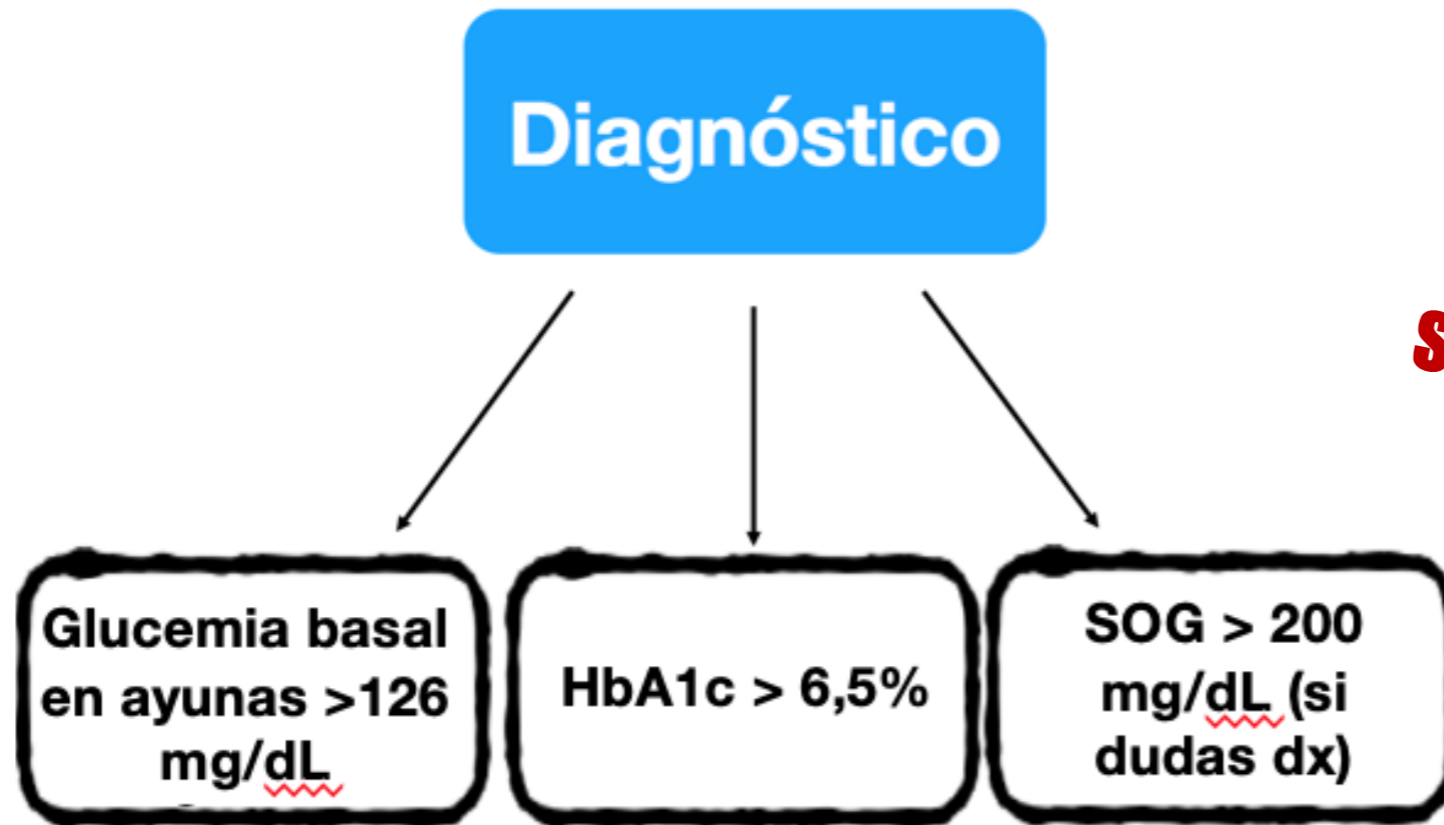 Diagnóstico
S
Glucemia basal
en ayunas >126
mg/dL
HbA1c > 6,5%
SOG > 200
mg/dL (si
dudas dx)